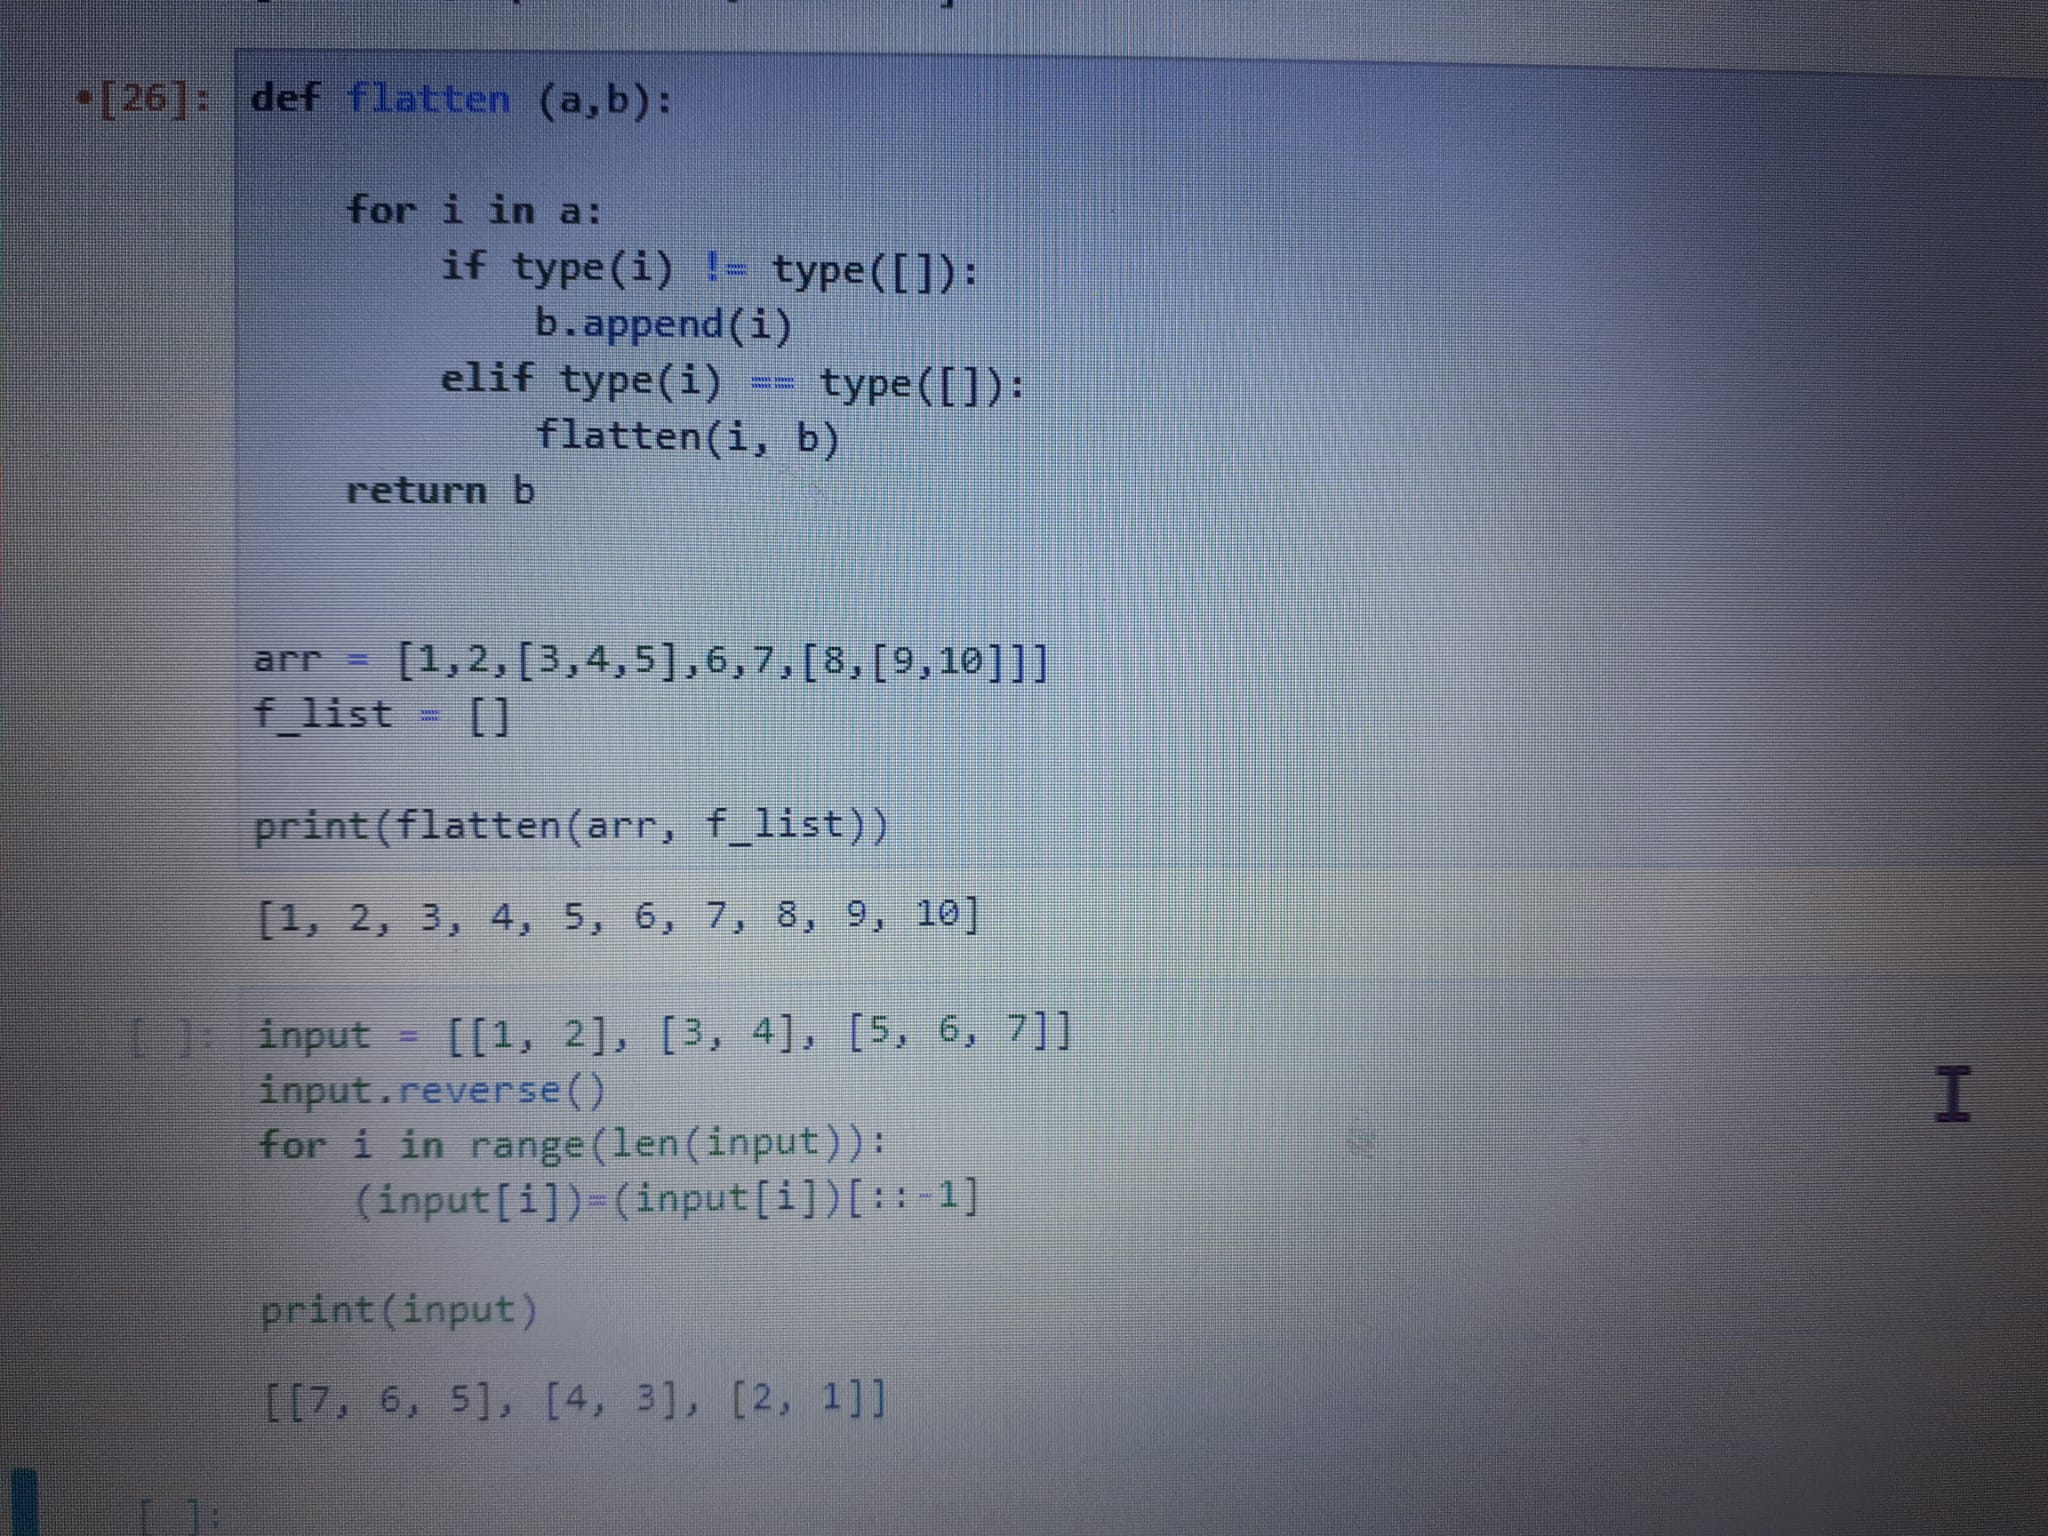 •[26]: def flatten (a,b):
for i in a:
if type(i) != type([]):
b.append(i)
elif type(i) == type([]):
flatten(i, b)
return b
arr = [1,2,[3,4,5],6,7,[8,[9,10]]]
f_list = []
print(flatten(arr, f_list))
[1, 2, 3, 4, 5, 6, 7, 8, 9, 10]
[ ]: input = [[1, 2], [3, 4], [5, 6, 7]]
input.reverse()
for i in range(len(input)):
(input[i])=(input[i])[::-1]
print(input)
[[7, 6, 5], [4, 3], [2, 1]]
[ ]: